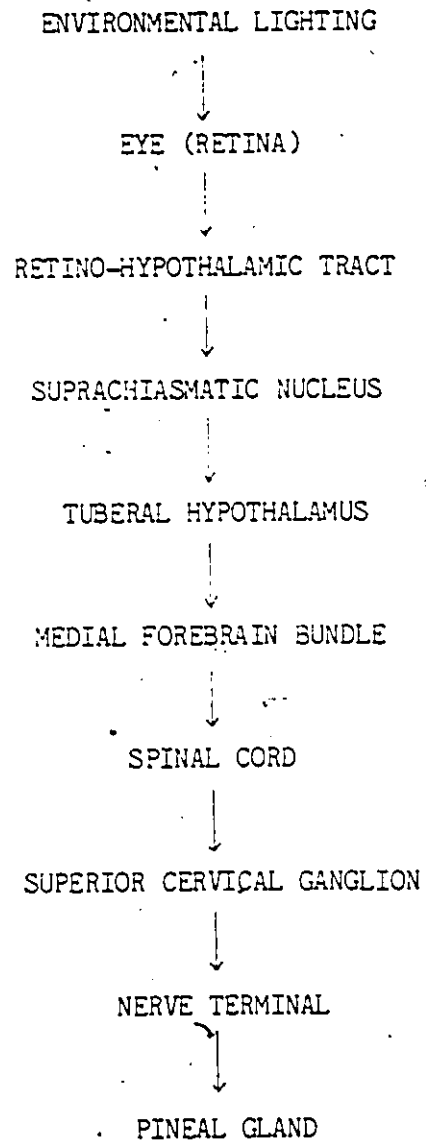 ENVIRONMENTAL LIGHTING
EYE (RETINA)
RETINO-HYPOTHALAMIC TRACT
SUPRACHIASMATIC NUCLEUS
TUBERAL HYPOTHALAMUS
MEDIAL FOREBRAIN BUNDLE
SPINAL CORD
SUPERIOR CERVICAL GANGLION
NERVE TERMINAL
PINEAL GLAND